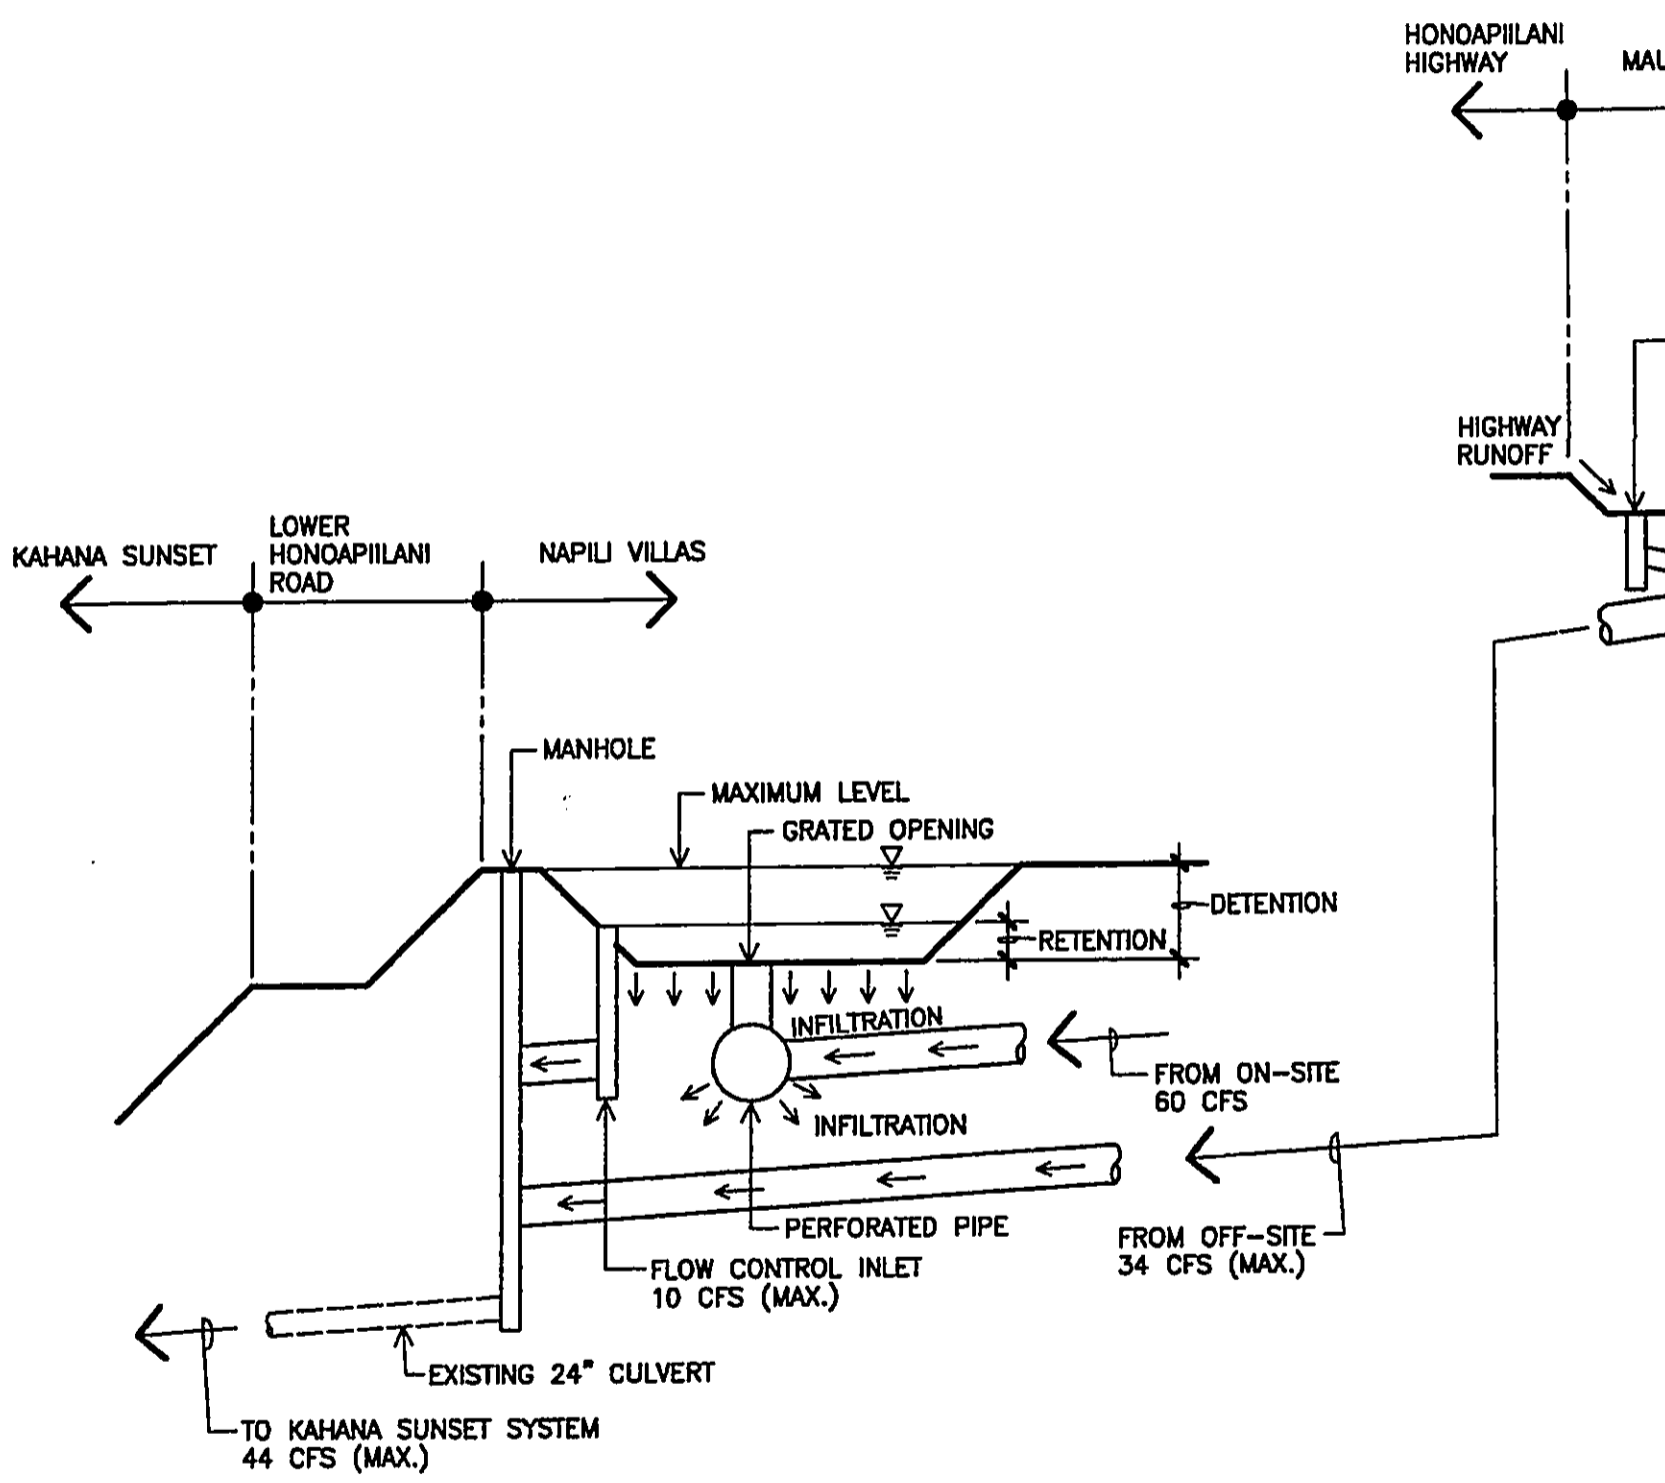 HONOAPIILANI
HIGHWAY
MAU
HIGHWAY
RUNOFF
KAHANA SUNSET
LOWER
HONOAPIILANI
ROAD
NAPILI VILLAS
MANHOLE
MAXIMUM LEVEL
GRATED OPENING
DETENTION
RETENTION
INFILTRATION
FROM ON-SITE
60 CFS
INFILTRATION
PERFORATED PIPE
FROM OFF-SITE
34 CFS (MAX.)
FLOW CONTROL INLET
10 CFS (MAX.)
EXISTING 24" CULVERT
TO KAHANA SUNSET SYSTEM
44 CFS (MAX.)